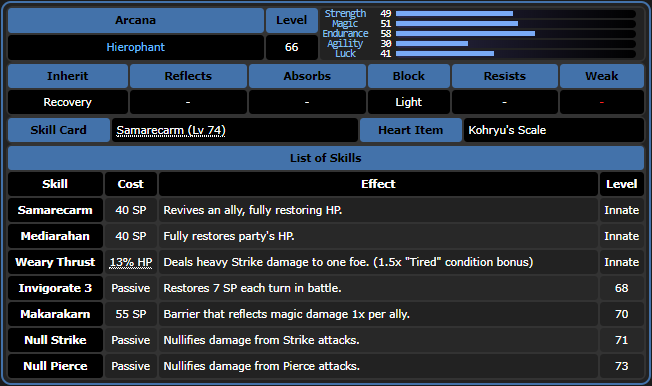 Arcana Level
Hierophant 66
Strength 49
Magic 51
Endurance 58
Agility 30
Luck 41
Inherit Reflects Absorbs Block Resists Weak
Recovery - - Light - -
Skill Card Samarecarm (Lv 74) Heart Item Kohryu's Scale
List of Skills
Skill Cost Effect Level
Samarecarm 40 SP Revives an ally, fully restoring HP. Innate
Mediarahan 40 SP Fully restores party's HP. Innate
Weary Thrust 13% HP Deals heavy Strike damage to one foe. (1.5x "Tired" condition bonus) Innate
Invigorate 3 Passive Restores 7 SP each turn in battle. 68
Makarakarn 55 SP Barrier that reflects magic damage 1x per ally. 70
Null Strike Passive Nullifies damage from Strike attacks. 71
Null Pierce Passive Nullifies damage from Pierce attacks. 73